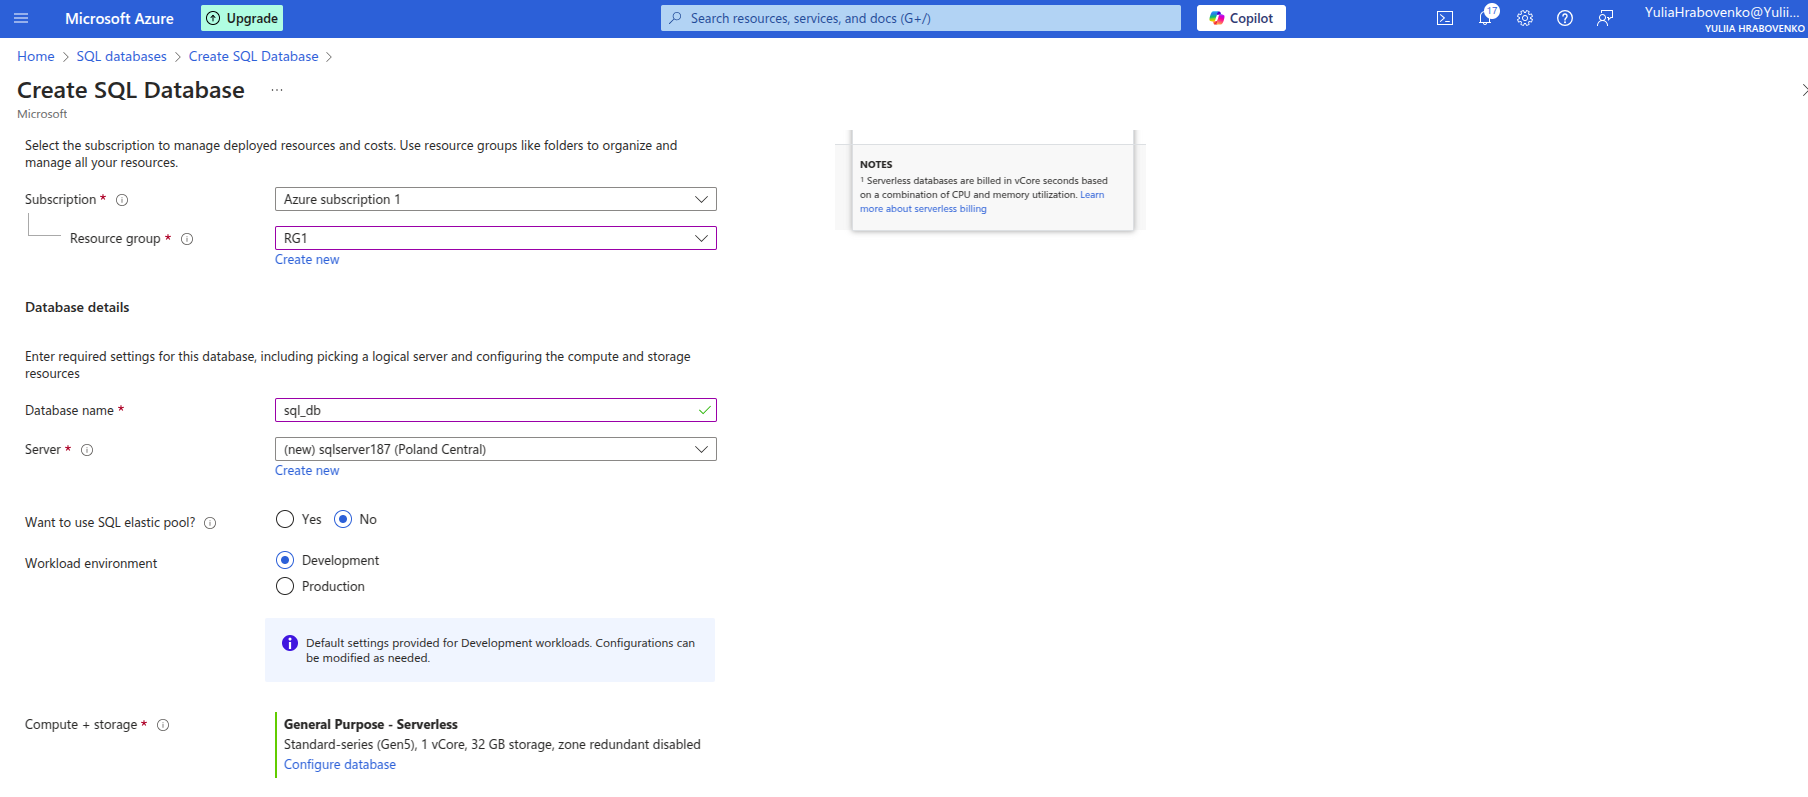 Microsoft Azure
Upgrade
Search resources, services, and docs (G+/)
Copilot
17
YuliaHrabovenko@Yulii...
YULIIA HRABOVENKO
Home > SQL databases > Create SQL Database >
Create SQL Database ...
Microsoft
Select the subscription to manage deployed resources and costs. Use resource groups like folders to organize and
manage all your resources.
Subscription *
Azure subscription 1
Resource group *
RG1
Create new
Database details
Enter required settings for this database, including picking a logical server and configuring the compute and storage
resources
Database name *
sql_db
Server *
(new) sqlserver187 (Poland Central)
Create new
Want to use SQL elastic pool?
Yes No
Workload environment
Development
Production
Default settings provided for Development workloads. Configurations can
be modified as needed.
Compute + storage *
General Purpose - Serverless
Standard-series (Gen5), 1 vCore, 32 GB storage, zone redundant disabled
Configure database
NOTES
¹ Serverless databases are billed in vCore seconds based
on a combination of CPU and memory utilization. Learn
more about serverless billing